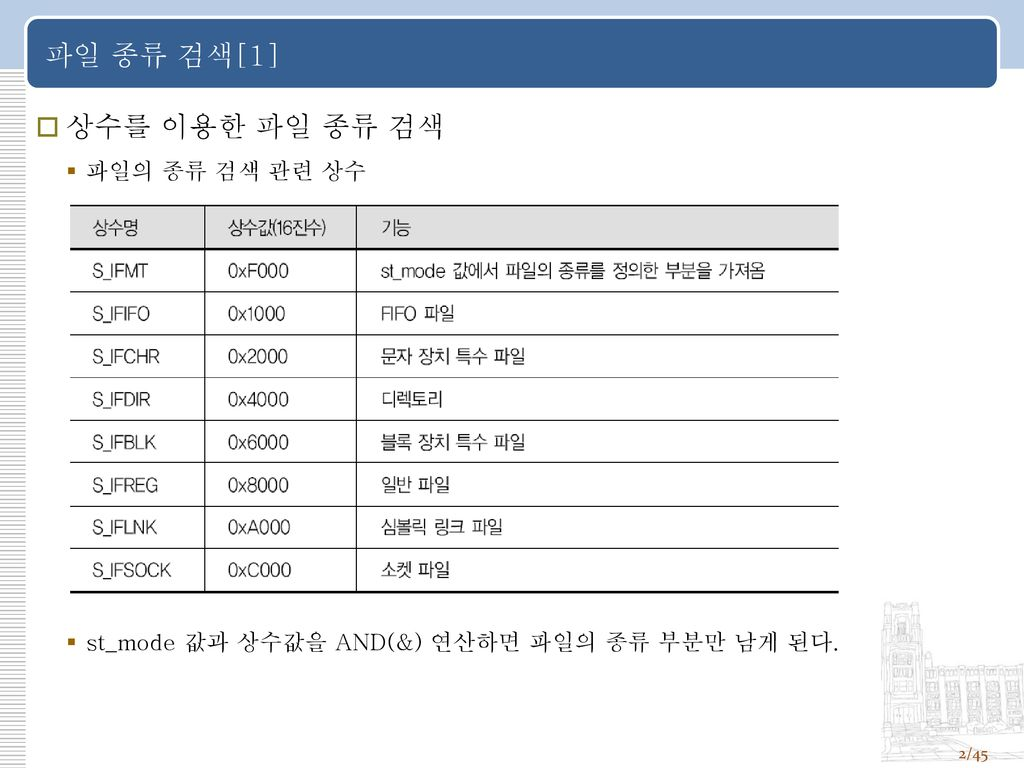 파일 종류 검색[1]
상수를 이용한 파일 종류 검색
파일의 종류 검색 관련 상수
상수명 상수값(16진수) 기능
S_IFMT 0xF000 st_mode 값에서 파일의 종류를 정의한 부분을 가져옴
S_IFIFO 0x1000 FIFO 파일
S_IFCHR 0x2000 문자 장치 특수 파일
S_IFDIR 0x4000 디렉토리
S_IFBLK 0x6000 블록 장치 특수 파일
S_IFREG 0x8000 일반 파일
S_IFLNK 0xA000 심볼릭 링크 파일
S_IFSOCK 0xC000 소켓 파일
st_mode 값과 상수값을 AND(&) 연산하면 파일의 종류 부분만 남게 된다.
2/45